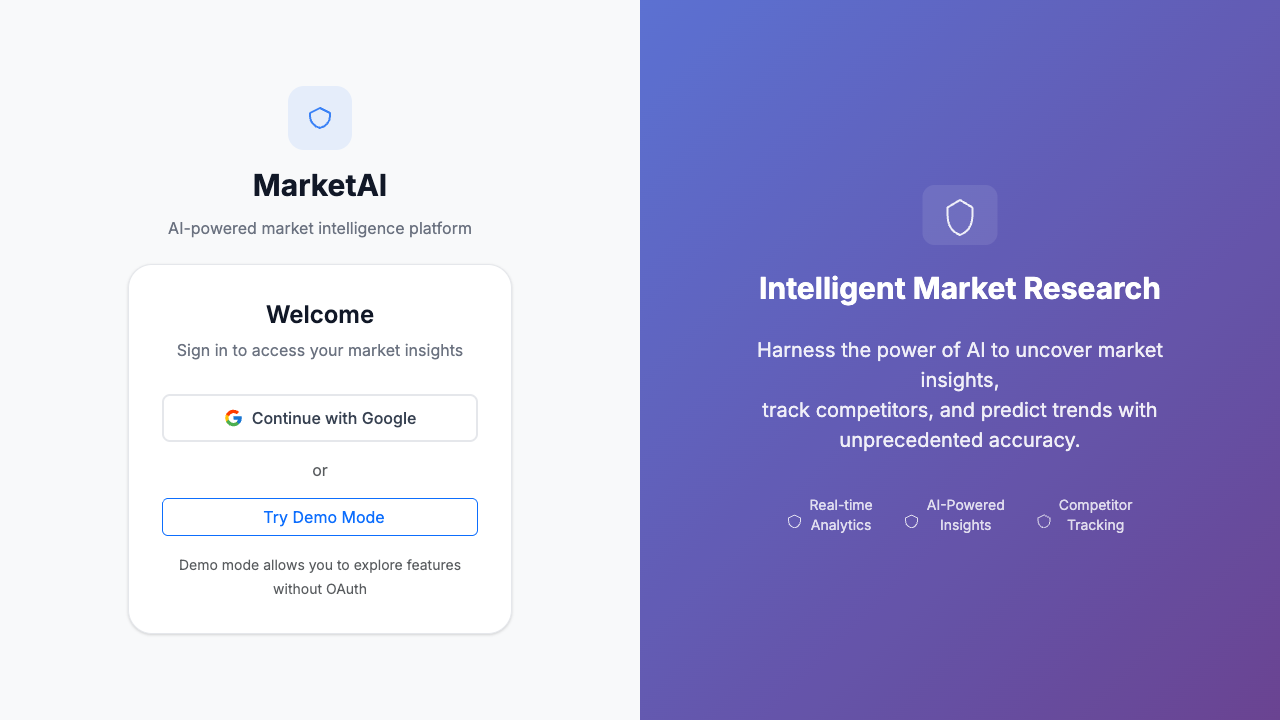 MarketAI
AI-powered market intelligence platform
Welcome
Sign in to access your market insights
Continue with Google
or
Try Demo Mode
Demo mode allows you to explore features
without OAuth
Intelligent Market Research
Harness the power of AI to uncover market
insights,
track competitors, and predict trends with
unprecedented accuracy.
Real-time
Analytics
AI-Powered
Insights
Competitor
Tracking